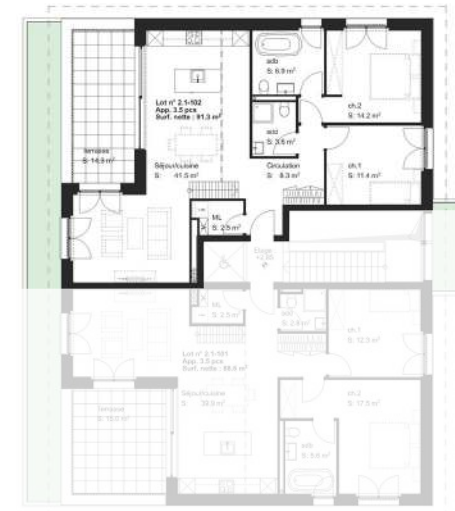 sdb
S: 6.9 m²
ch.2
S: 14.2 m²
Lot n° 2.1-102
App. 3.5 pcs
Surf. nette : 91.3 m²
sdd
S: 3.6 m²
terrasse
S: 14.9 m²
Séjour/cuisine
S: 41.5 m²
Circulation
S: 8.3 m²
ch.1
S: 11.4 m²
ML
S: 2.5 m²
Etage
ML
S: 2.5 m²
sdd
S: 2.9 m²
ch.1
S: 12.3 m²
Lot n° 2.1-101
App. 3.5 pcs
Surf. nette : 88.6 m²
Séjour/cuisine
S: 39.9 m²
ch.2
S: 17.5 m²
terrasse
S: 15.0 m²
sdb
S: 5.6 m²